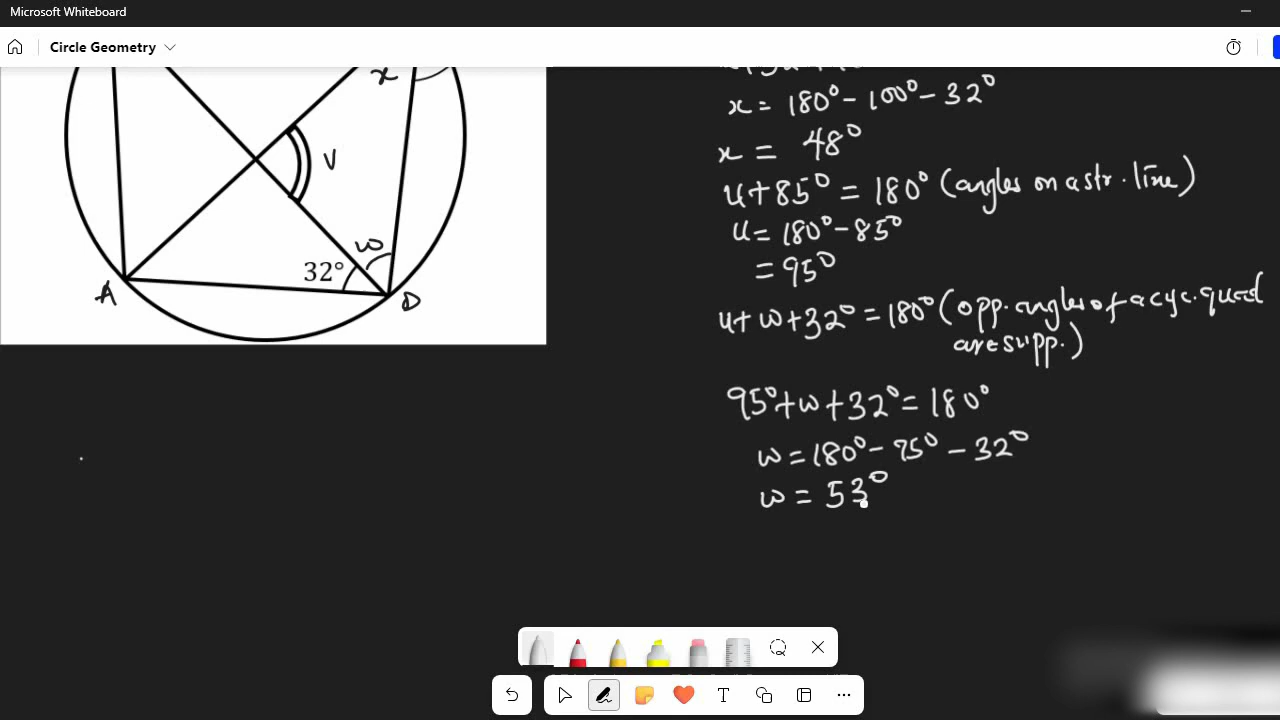 Microsoft Whiteboard
Circle Geometry
x
V
w
32°
A
D
x = 180° - 100° - 32°
x = 48°
u + 85° = 180° (angles on a str. line)
u = 180° - 85°
= 95°
u + w + 32° = 180° (opp. angles of a cyc. quad
are supp.)
95° + w + 32° = 180°
w = 180° - 95° - 32°
w = 53°
T